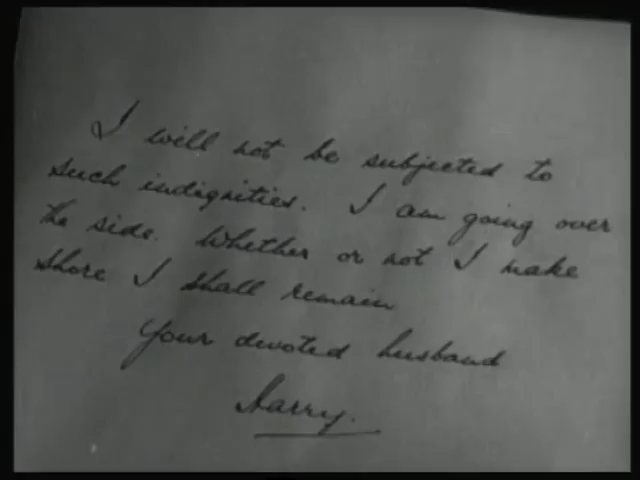 I will not be subjected to
such indignities. I am going over
the side. Whether or not I make
shore I shall remain
Your devoted husband
Harry.